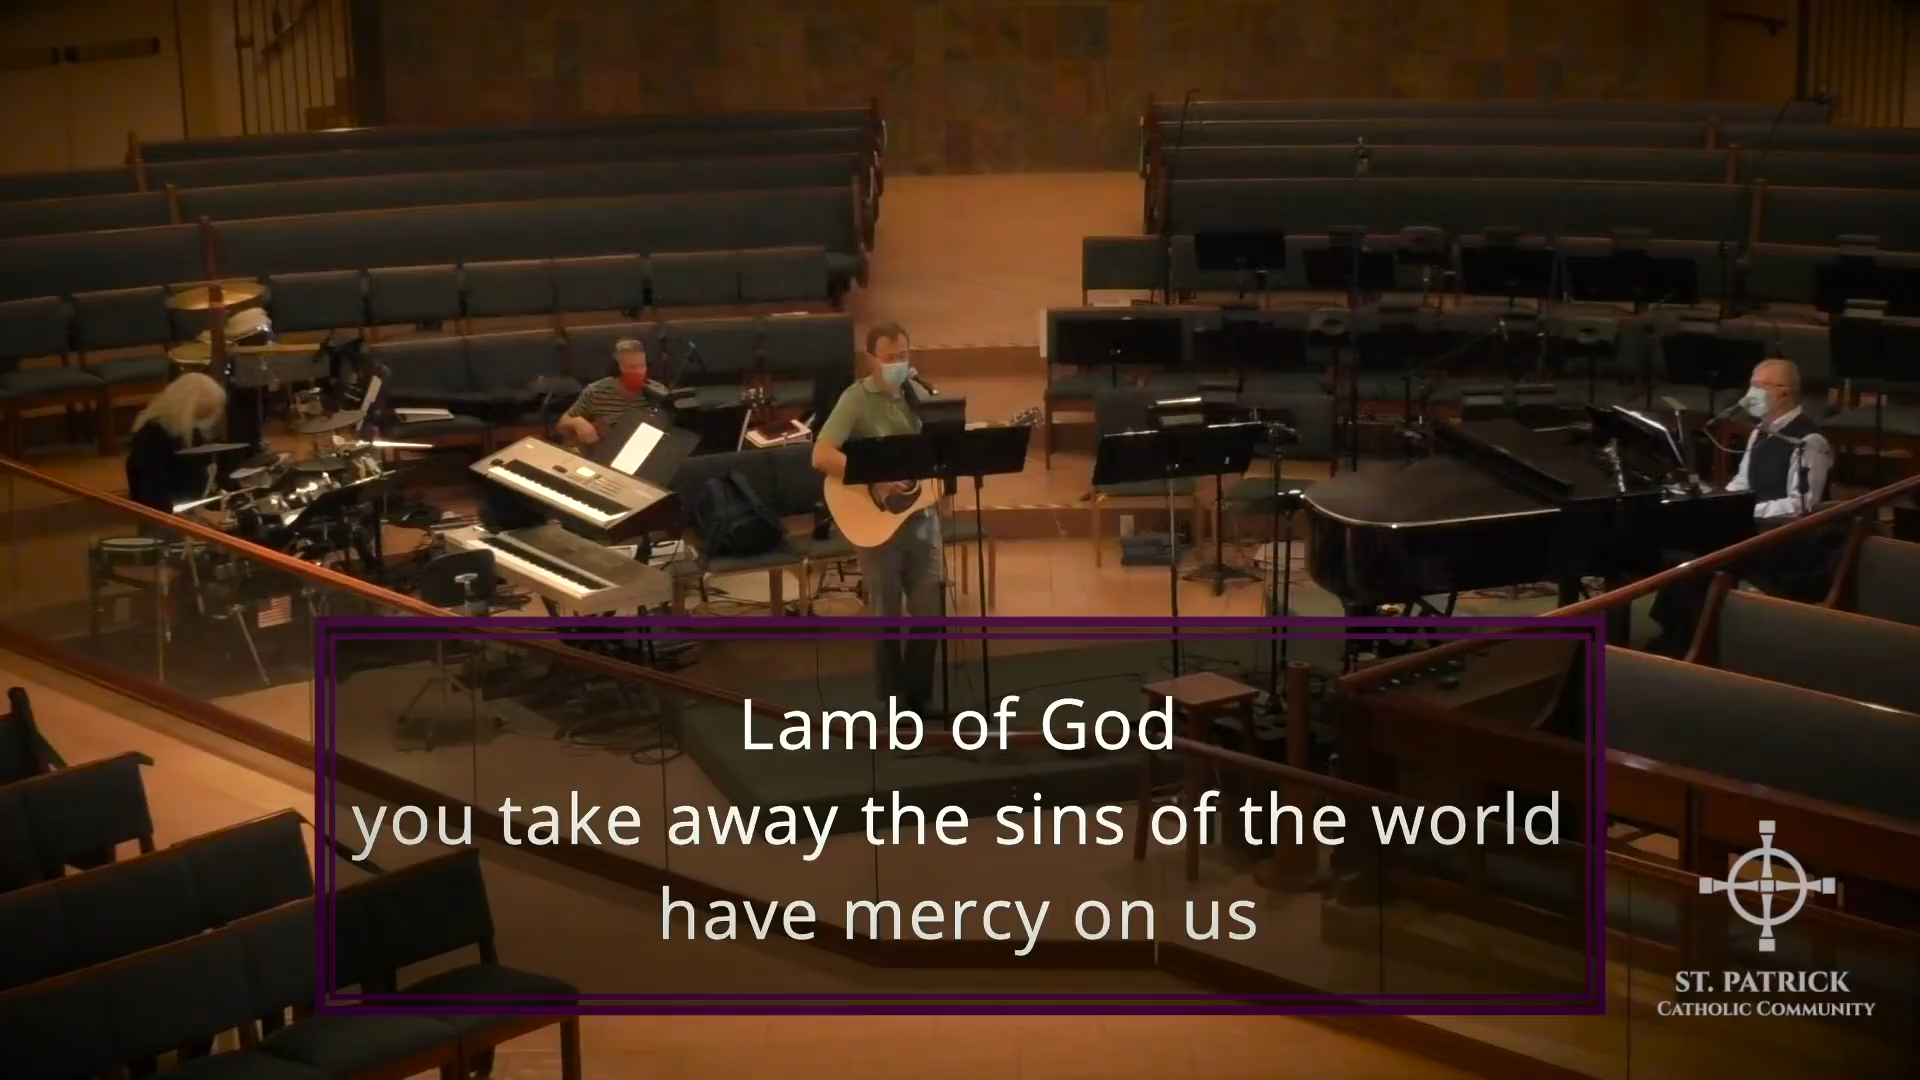 Lamb of God
you take away the sins of the world
have mercy on us
ST. PATRICK
CATHOLIC COMMUNITY